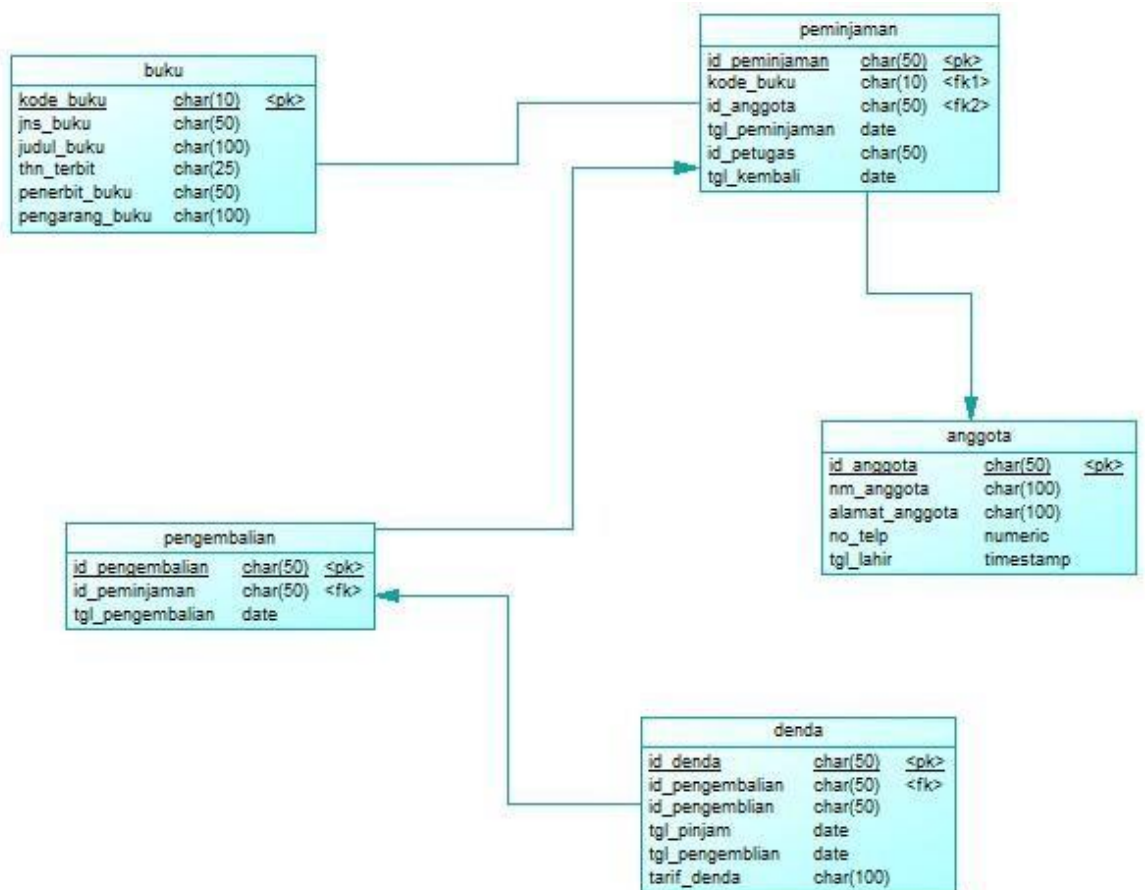 buku
kode_buku char(10) <pk>
jns_buku char(50)
judul_buku char(100)
thn_terbit char(25)
penerbit_buku char(50)
pengarang_buku char(100)
peminjaman
id_peminjaman char(50) <pk>
kode_buku char(10) <fk1>
id_anggota char(50) <fk2>
tgl_peminjaman date
id_petugas char(50)
tgl_kembali date
anggota
id_anggota char(50) <pk>
nm_anggota char(100)
alamat_anggota char(100)
no_telp numeric
tgl_lahir timestamp
pengembalian
id_pengembalian char(50) <pk>
id_peminjaman char(50) <fk>
tgl_pengembalian date
denda
id_denda char(50) <pk>
id_pengembalian char(50) <fk>
id_pengemblian char(50)
tgl_pinjam date
tgl_pengemblian date
tarif_denda char(100)